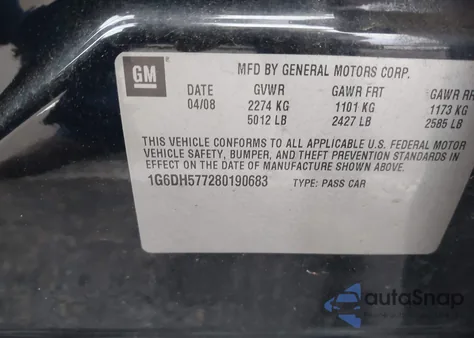 GM
MFD BY GENERAL MOTORS CORP.
DATE GVWR GAWR FRT GAWR RR
04/08 2274 KG 1101 KG 1173 KG
5012 LB 2427 LB 2585 LB
THIS VEHICLE CONFORMS TO ALL APPLICABLE U.S. FEDERAL MOTOR
VEHICLE SAFETY, BUMPER, AND THEFT PREVENTION STANDARDS IN
EFFECT ON THE DATE OF MANUFACTURE SHOWN ABOVE.
1G6DH577280190683 TYPE: PASS CAR
autoSnap